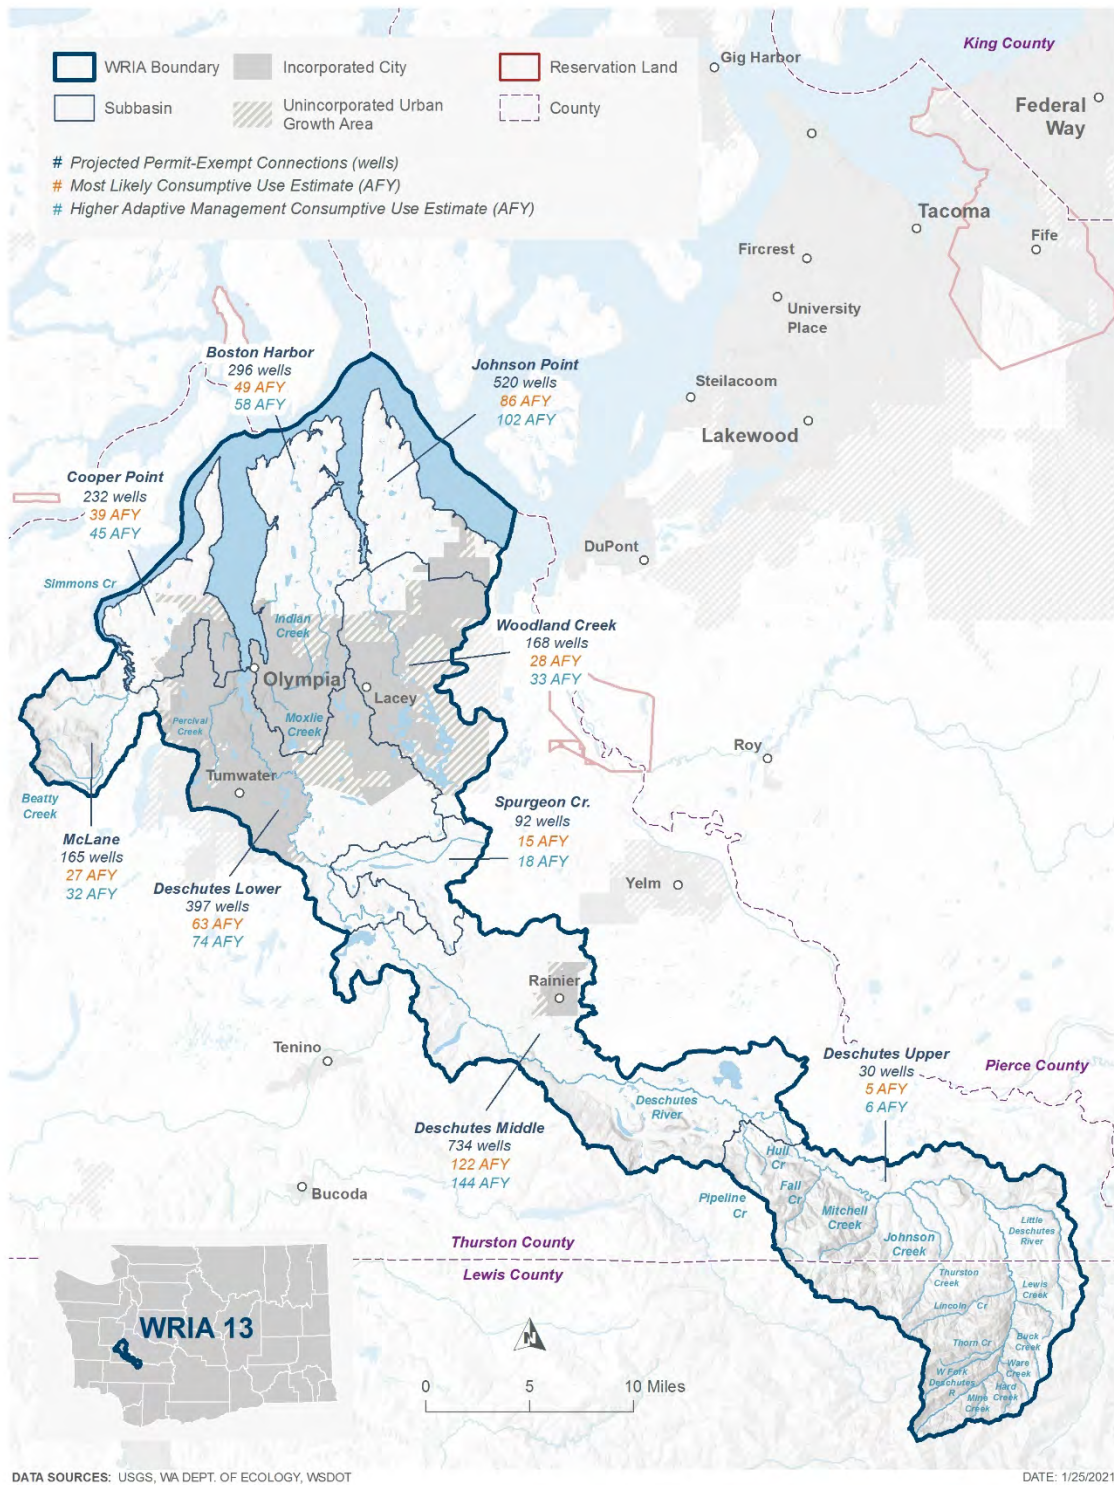 King County
Gig Harbor
WRIA Boundary
Incorporated City
Reservation Land
Subbasin
Unincorporated Urban
Growth Area
County
# Projected Permit-Exempt Connections (wells)
# Most Likely Consumptive Use Estimate (AFY)
# Higher Adaptive Management Consumptive Use Estimate (AFY)
Federal
Way
Tacoma
Fife
Fircrest
University
Place
Steilacoom
Lakewood
Boston Harbor
296 wells
49 AFY
58 AFY
Johnson Point
520 wells
86 AFY
102 AFY
Cooper Point
232 wells
39 AFY
45 AFY
DuPont
Simmons Cr
Indian
Creek
Woodland Creek
168 wells
28 AFY
33 AFY
Olympia
Lacey
Percival
Creek
Moxlie
Creek
Roy
Tumwater
Beatty
Creek
Spurgeon Cr.
92 wells
15 AFY
18 AFY
McLane
165 wells
27 AFY
32 AFY
Deschutes Lower
397 wells
63 AFY
74 AFY
Yelm
Rainier
Tenino
Deschutes Upper
30 wells
5 AFY
6 AFY
Pierce County
Deschutes
River
Deschutes Middle
734 wells
122 AFY
144 AFY
Hull
Cr
Fall
Cr
Bucoda
Pipeline
Cr
Mitchell
Creek
Johnson
Creek
Little
Deschutes
River
Thurston County
Lewis County
Thurston
Creek
Lewis
Creek
Lincoln Cr
Thorn Cr
Buck
Creek
Ware
Creek
W Fork
Deschutes
R
Hard
Creek
Mine
Creek
WRIA 13
N
0 5 10 Miles
DATA SOURCES: USGS, WA DEPT. OF ECOLOGY, WSDOT
DATE: 1/25/2021